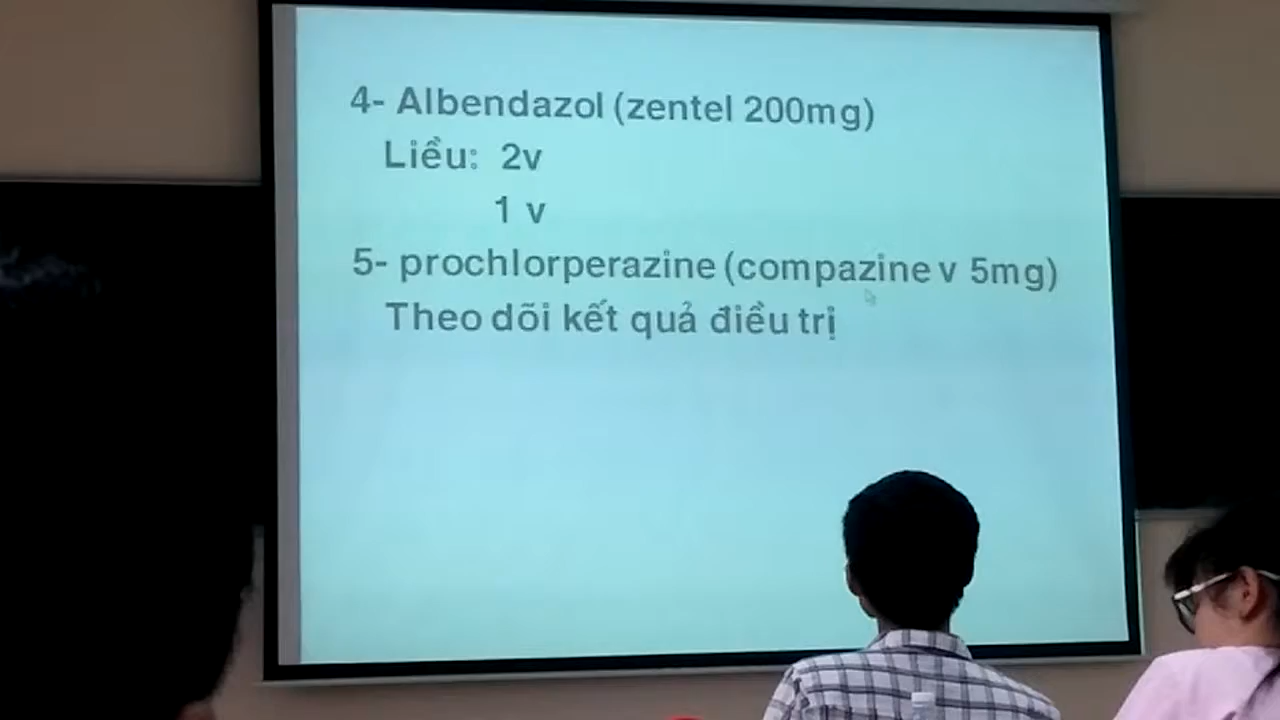 4- Albendazol (zentel 200mg)
Liều: 2v
1 v
5- prochlorperazine (compazine v 5mg)
Theo dõi kết quả điều trị